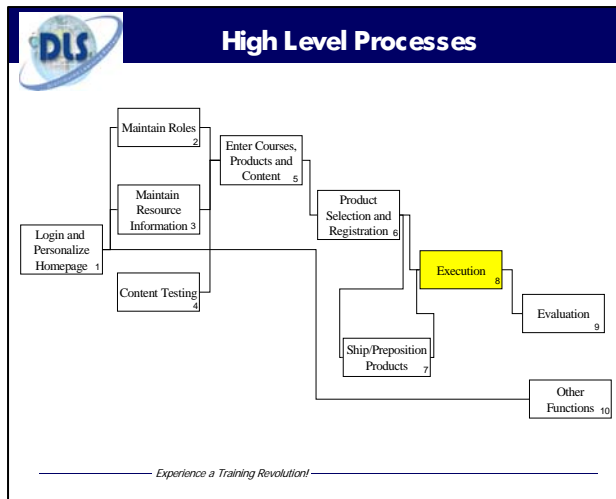 DLS
High Level Processes
Maintain Roles
2
Enter Courses,
Products and
Content
5
Maintain
Resource
Information 3
Product
Selection and
Registration 6
Login and
Personalize
Homepage 1
Execution
8
Content Testing
4
Evaluation
9
Ship/Preposition
Products 7
Other
Functions 10
Experience a Training Revolution!